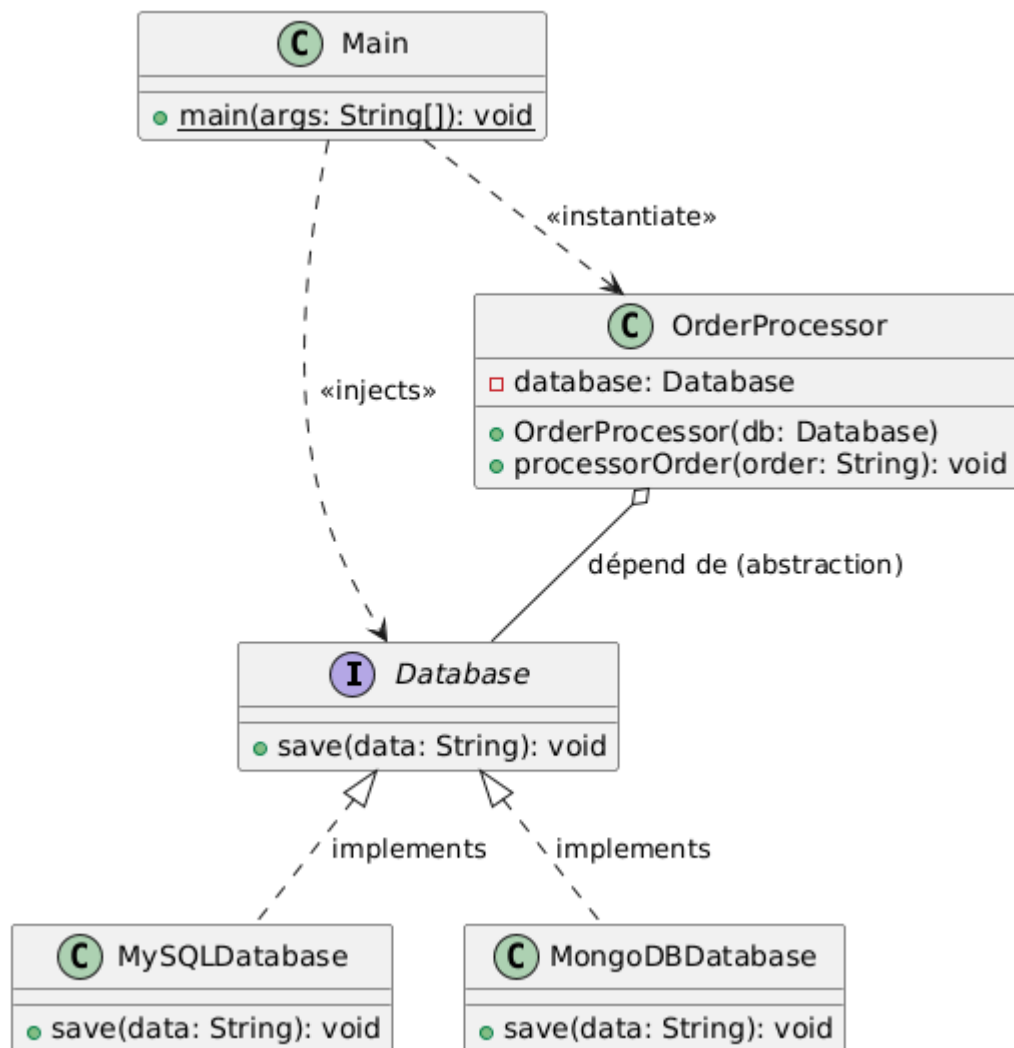 C Main
main(args: String[]): void
«instantiate»
C OrderProcessor
«injects»
database: Database
OrderProcessor(db: Database)
processorOrder(order: String): void
dépend de (abstraction)
I Database
save(data: String): void
implements
implements
C MySQLDatabase
save(data: String): void
C MongoDBDatabase
save(data: String): void